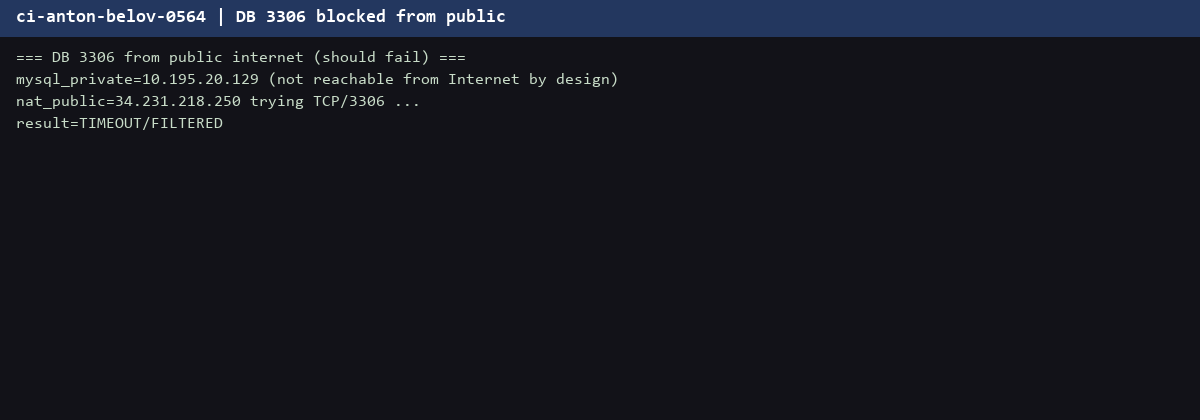 ci-anton-belov-0564 | DB 3306 blocked from public
=== DB 3306 from public internet (should fail) ===
mysql_private=10.195.20.129 (not reachable from Internet by design)
nat_public=34.231.218.250 trying TCP/3306 ...
result=TIMEOUT/FILTERED